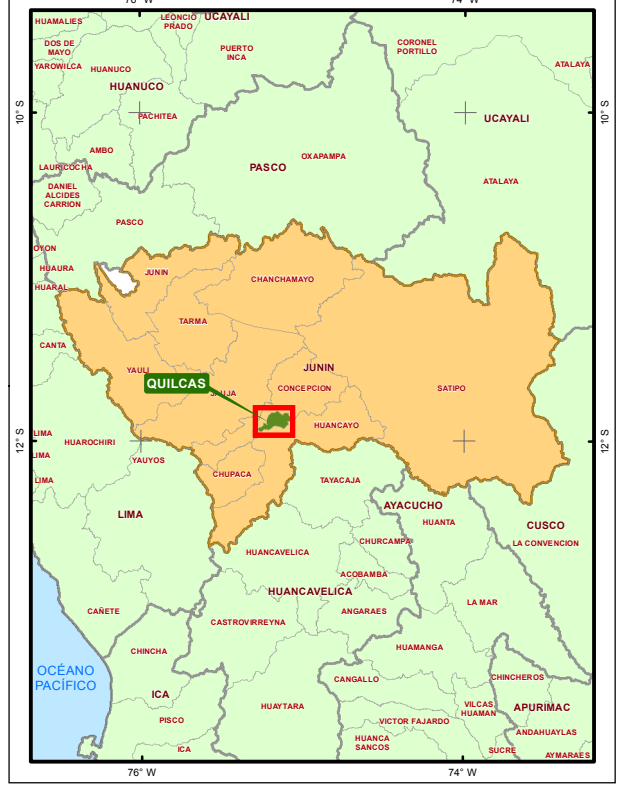 76° W
74° W
HUAMALIES
LEONCIO
PRADO
UCAYALI
DOS DE
MAYO
PUERTO
INCA
CORONEL
PORTILLO
YAROWILCA
HUANUCO
ATALAYA
HUANUCO
10° S
PACHITEA
UCAYALI
10° S
AMBO
LAURICOCHA
PASCO
OXAPAMPA
DANIEL
ALCIDES
CARRION
ATALAYA
PASCO
OYON
HUAURA
JUNIN
CHANCHAMAYO
HUARAL
TARMA
CANTA
YAULI
JUNIN
QUILCAS
JAUJA
CONCEPCION
SATIPO
HUANCAYO
LIMA
HUAROCHIRI
12° S
12° S
LIMA
YAUYOS
LIMA
CHUPACA
TAYACAJA
LIMA
AYACUCHO
HUANTA
CUSCO
CHURCAMPA
LA CONVENCION
HUANCAVELICA
ACOBAMBA
HUANCAVELICA
LA MAR
CAÑETE
CASTROVIRREYNA
ANGARAES
CHINCHA
HUAMANGA
OCÉANO
PACÍFICO
CANGALLO
CHINCHEROS
ICA
HUAYTARA
VILCAS
HUAMAN
APURIMAC
PISCO
VICTOR FAJARDO
ANDAHUAYLAS
ICA
HUANCA
SANCOS
SUCRE
AYMARAES
76° W
74° W